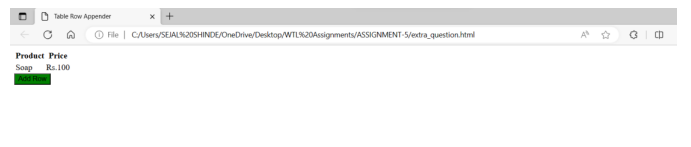 Table Row Appender
File | C:/Users/SEJAL%20SHINDE/OneDrive/Desktop/WTL%20Assignments/ASSIGNMENT-5/extra_question.html
Product Price
Soap Rs.100
Add Row